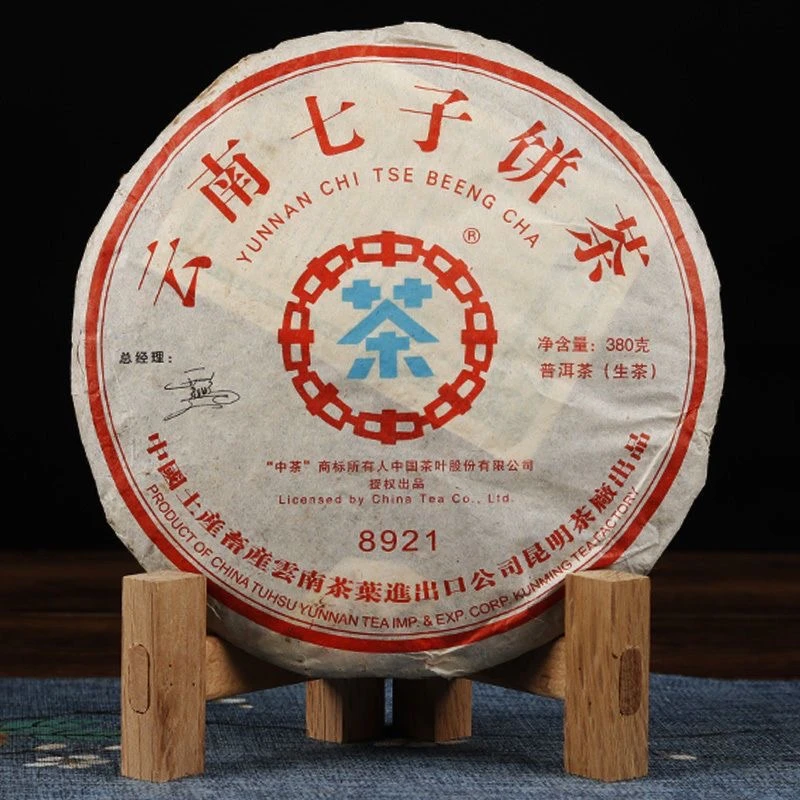 云南七子饼茶
YUNNAN CHI TSE BEENG CHA
®
茶
净含量：380克
普洱茶（生茶）
总经理：
“中茶”商标所有人中国茶叶股份有限公司
授权出品
Licensed by China Tea Co., Ltd.
8921
中國土産畜産雲南茶葉進出口公司昆明茶廠出品
PRODUCT OF CHINA TUHSU YUNNAN TEA IMP. & EXP. CORP. KUNMING TEA FACTORY